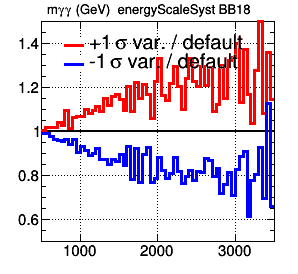 mγγ (GeV) energyScaleSyst BB18
+1 σ var. / default
-1 σ var. / default
1.4
1.2
1
0.8
0.6
1000
2000
3000